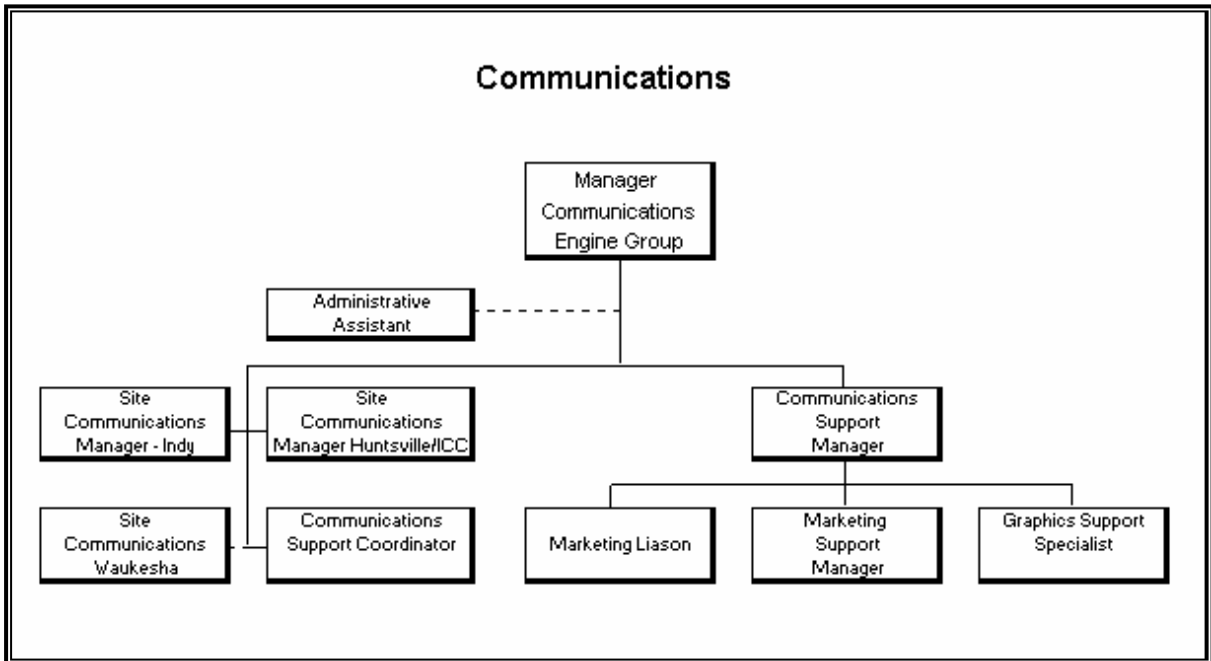 Communications
Manager
Communications
Engine Group
Administrative
Assistant
Site
Communications
Manager - Indy
Site
Communications
Manager Huntsville/ICC
Communications
Support
Manager
Site
Communications
Waukesha
Communications
Support Coordinator
Marketing Liason
Marketing
Support
Manager
Graphics Support
Specialist